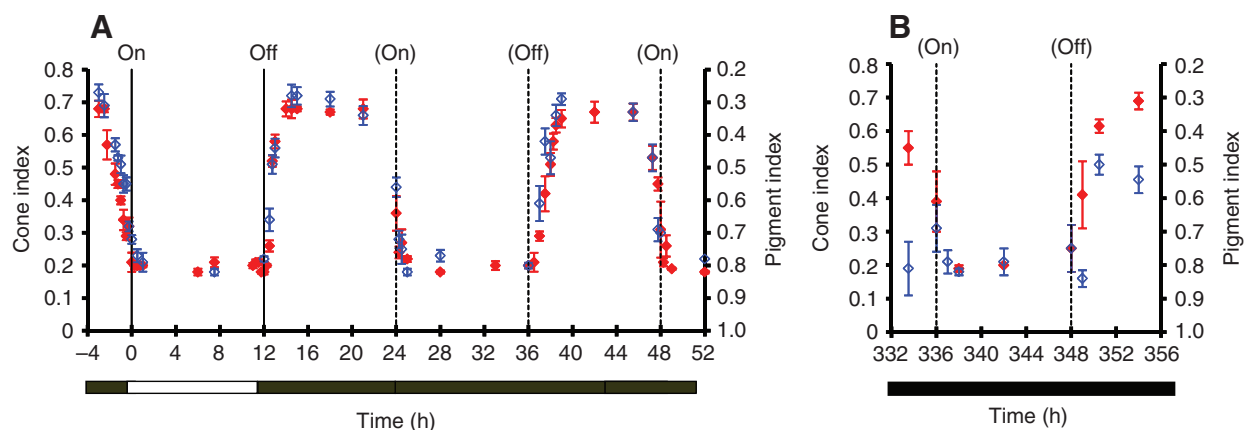 A
B
On Off (On) (Off) (On)
(On) (Off)
Cone index
0.8 0.7 0.6 0.5 0.4 0.3 0.2 0.1 0
0.2 0.3 0.4 0.5 0.6 0.7 0.8 0.9 1.0
Pigment index
–4 0 4 8 12 16 20 24 28 33 36 40 44 48 52
Time (h)
Cone index
0.8 0.7 0.6 0.5 0.4 0.3 0.2 0.1 0
0.2 0.3 0.4 0.5 0.6 0.7 0.8 0.9 1.0
Pigment index
332 336 340 344 348 352 356
Time (h)